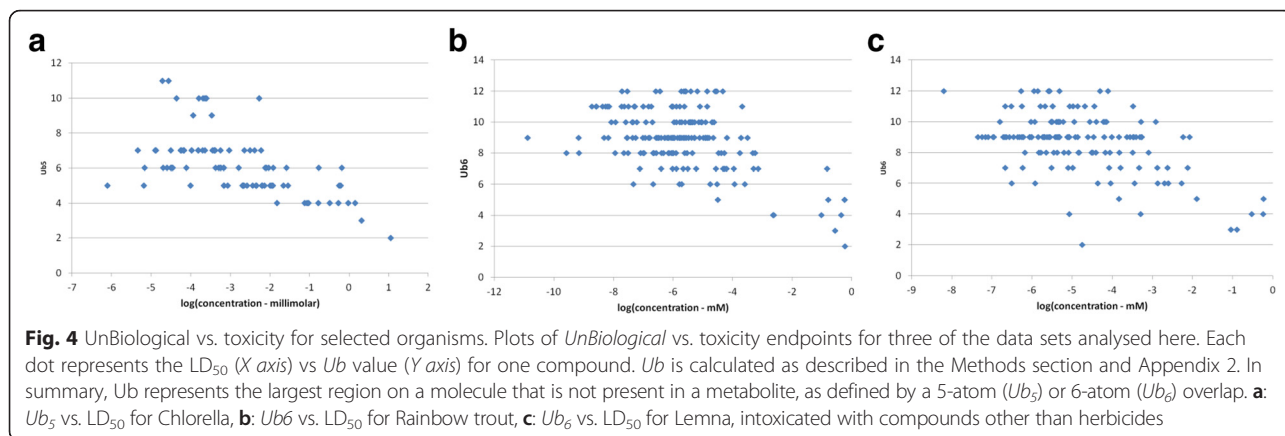 a
12
10
8
6
4
2
0
Ub5
-7 -6 -5 -4 -3 -2 -1 0 1 2
log(concentration - millimolar)
b
14
12
10
8
6
4
2
0
Ub6
-12 -10 -8 -6 -4 -2 0
log(concentration - mM)
c
14
12
10
8
6
4
2
0
Ub6
-9 -8 -7 -6 -5 -4 -3 -2 -1 0
log(concentration - mM)
Fig. 4 UnBiological vs. toxicity for selected organisms. Plots of UnBiological vs. toxicity endpoints for three of the data sets analysed here. Each
dot represents the LD50 (X axis) vs Ub value (Y axis) for one compound. Ub is calculated as described in the Methods section and Appendix 2. In
summary, Ub represents the largest region on a molecule that is not present in a metabolite, as defined by a 5-atom (Ub5) or 6-atom (Ub6) overlap. a:
Ub5 vs. LD50 for Chlorella, b: Ub6 vs. LD50 for Rainbow trout, c: Ub6 vs. LD50 for Lemna, intoxicated with compounds other than herbicides